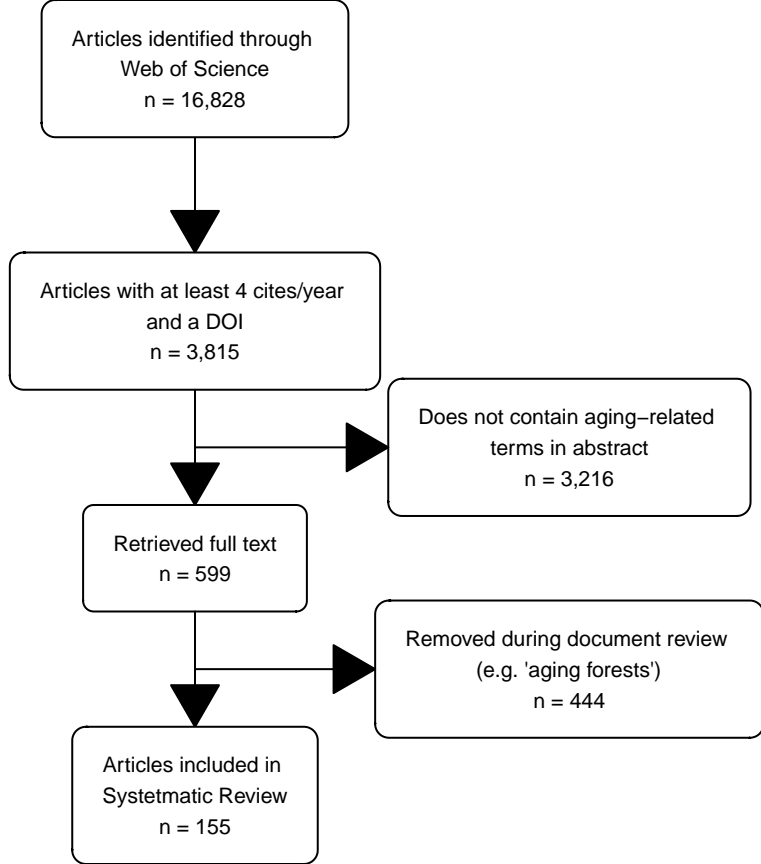 Articles identified through
Web of Science
n = 16,828
Articles with at least 4 cites/year
and a DOI
n = 3,815
Does not contain aging−related
terms in abstract
n = 3,216
Retrieved full text
n = 599
Removed during document review
(e.g. 'aging forests')
n = 444
Articles included in
Systetmatic Review
n = 155